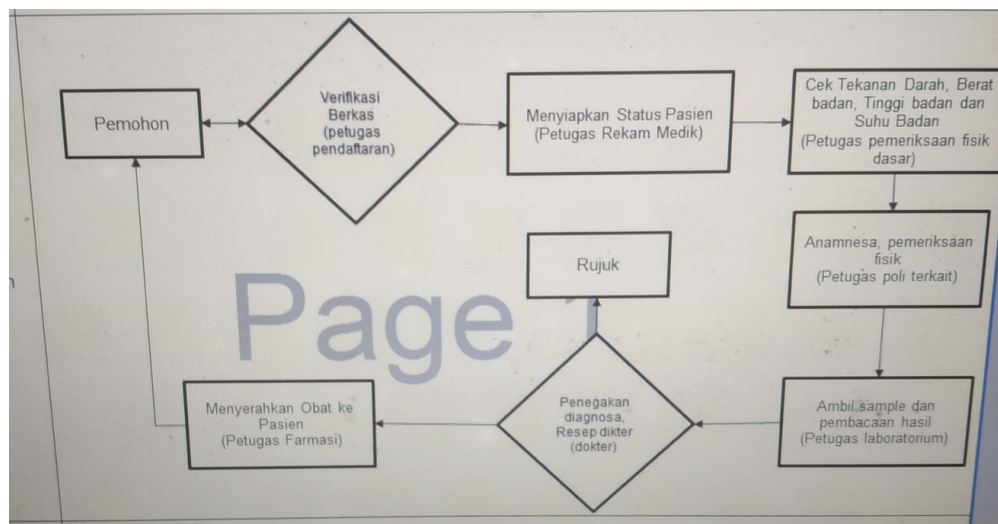 Pemohon
Verifikasi
Berkas
(petugas
pendaftaran)
Menyiapkan Status Pasien
(Petugas Rekam Medik)
Cek Tekanan Darah, Berat
badan, Tinggi badan dan
Suhu Badan
(Petugas pemeriksaan fisik
dasar)
Anamnesa, pemeriksaan
fisik
(Petugas poli terkait)
Rujuk
Page
Menyerahkan Obat ke
Pasien
(Petugas Farmasi)
Penegakan
diagnosa,
Resep dikter
(dokter)
Ambil sample dan
pembacaan hasil
(Petugas laboratorium)